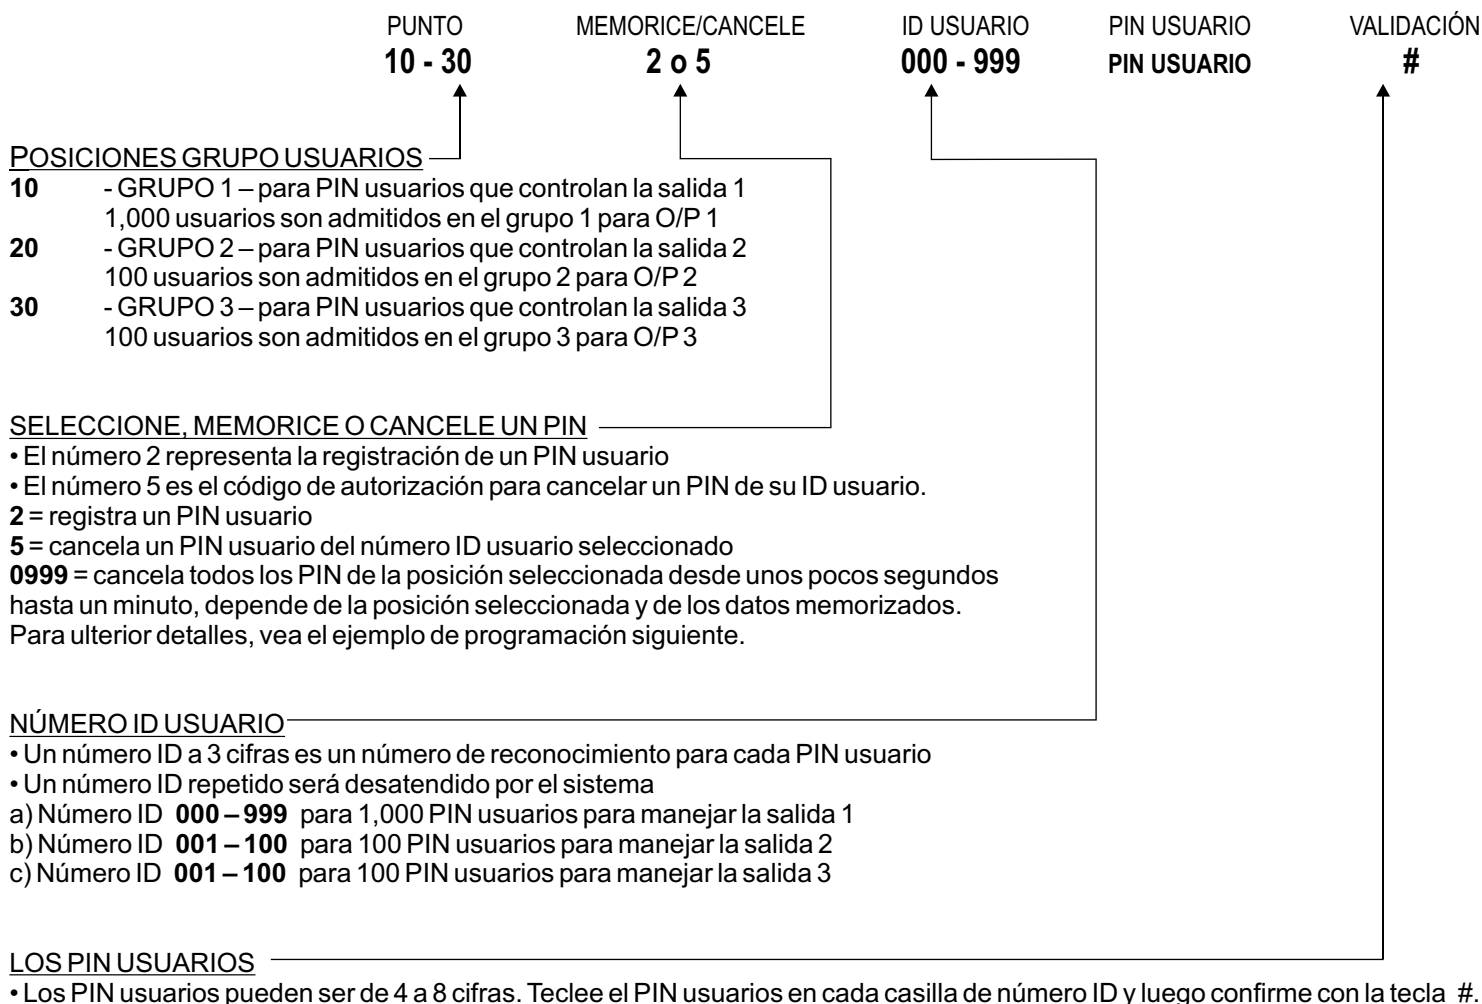 PUNTO MEMORICE/CANCELE ID USUARIO PIN USUARIO VALIDACIÓN
10 - 30 2 o 5 000 - 999 PIN USUARIO #
POSICIONES GRUPO USUARIOS
10 - GRUPO 1 – para PIN usuarios que controlan la salida 1
1,000 usuarios son admitidos en el grupo 1 para O/P 1
20 - GRUPO 2 – para PIN usuarios que controlan la salida 2
100 usuarios son admitidos en el grupo 2 para O/P 2
30 - GRUPO 3 – para PIN usuarios que controlan la salida 3
100 usuarios son admitidos en el grupo 3 para O/P 3
SELECCIONE, MEMORICE O CANCELE UN PIN
• El número 2 representa la registración de un PIN usuario
• El número 5 es el código de autorización para cancelar un PIN de su ID usuario.
2 = registra un PIN usuario
5 = cancela un PIN usuario del número ID usuario seleccionado
0999 = cancela todos los PIN de la posición seleccionada desde unos pocos segundos
hasta un minuto, depende de la posición seleccionada y de los datos memorizados.
Para ulterior detalles, vea el ejemplo de programación siguiente.
NÚMERO ID USUARIO
• Un número ID a 3 cifras es un número de reconocimiento para cada PIN usuario
• Un número ID repetido será desatendido por el sistema
a) Número ID 000 – 999 para 1,000 PIN usuarios para manejar la salida 1
b) Número ID 001 – 100 para 100 PIN usuarios para manejar la salida 2
c) Número ID 001 – 100 para 100 PIN usuarios para manejar la salida 3
LOS PIN USUARIOS
• Los PIN usuarios pueden ser de 4 a 8 cifras. Teclee el PIN usuarios en cada casilla de número ID y luego confirme con la tecla #.